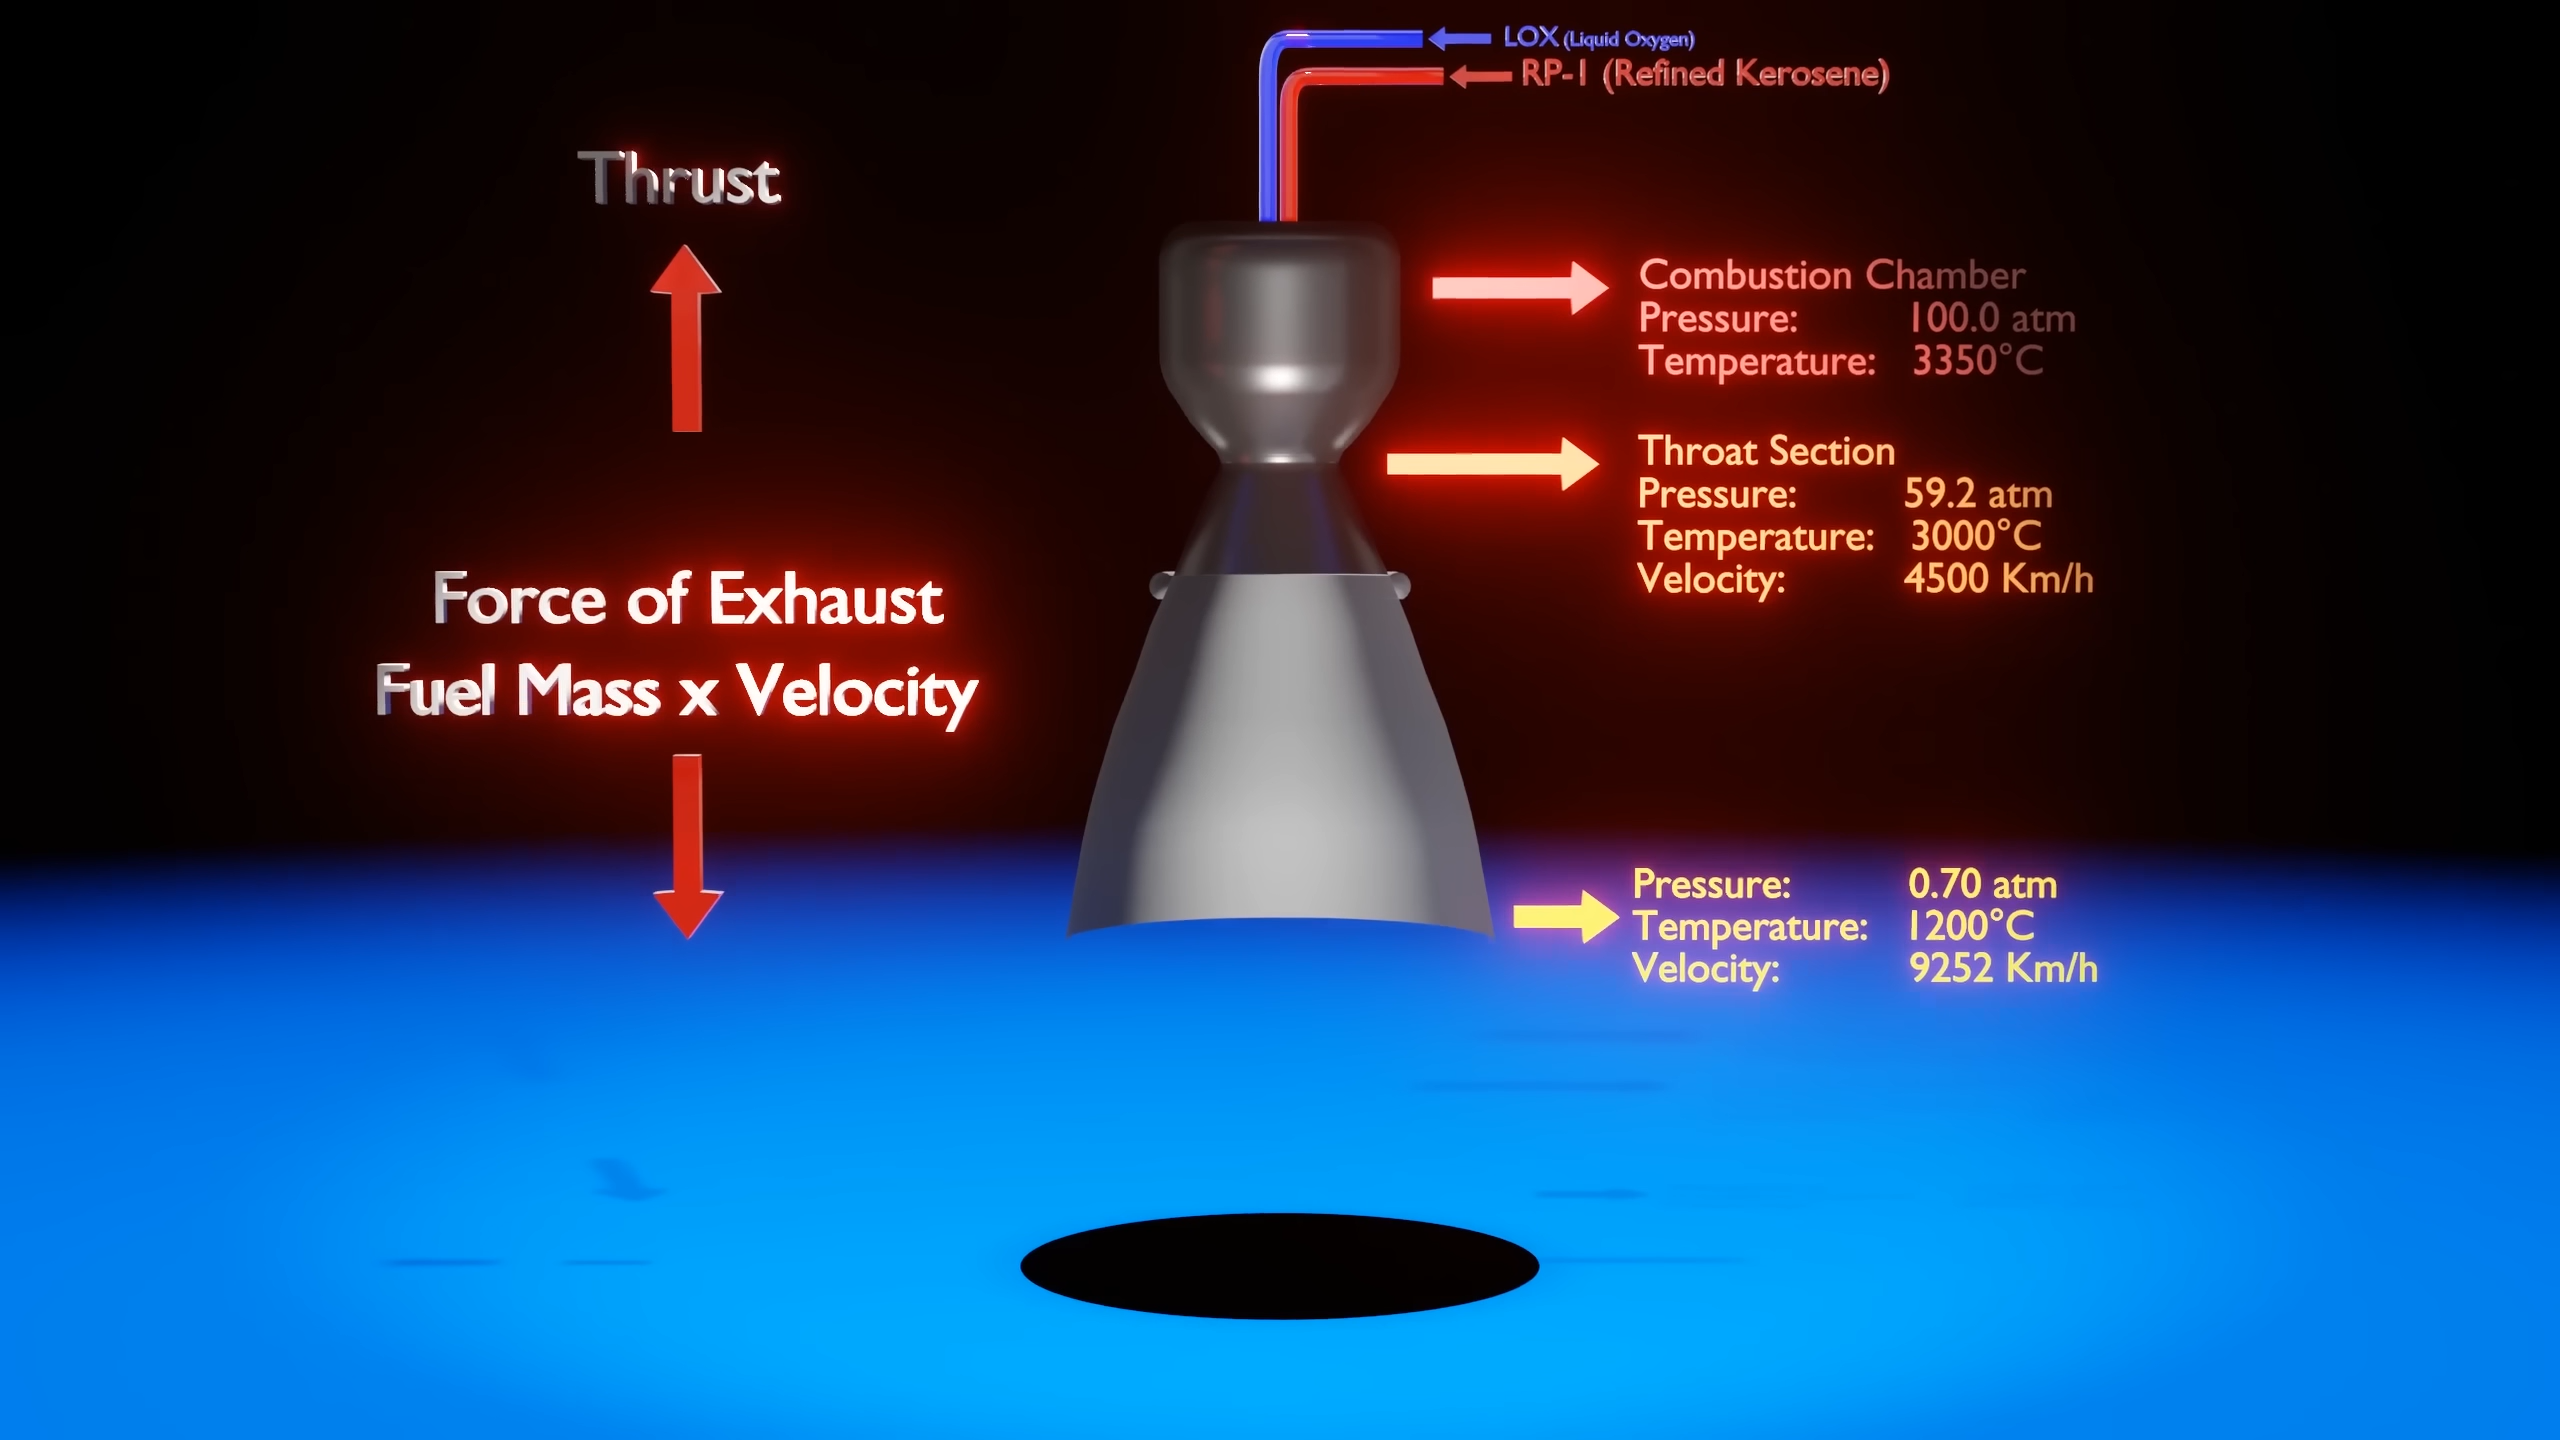 LOX (Liquid Oxygen)
RP-1 (Refined Kerosene)
Thrust
Combustion Chamber
Pressure: 100.0 atm
Temperature: 3350°C
Throat Section
Pressure: 59.2 atm
Temperature: 3000°C
Velocity: 4500 Km/h
Force of Exhaust
Fuel Mass x Velocity
Pressure: 0.70 atm
Temperature: 1200°C
Velocity: 9252 Km/h